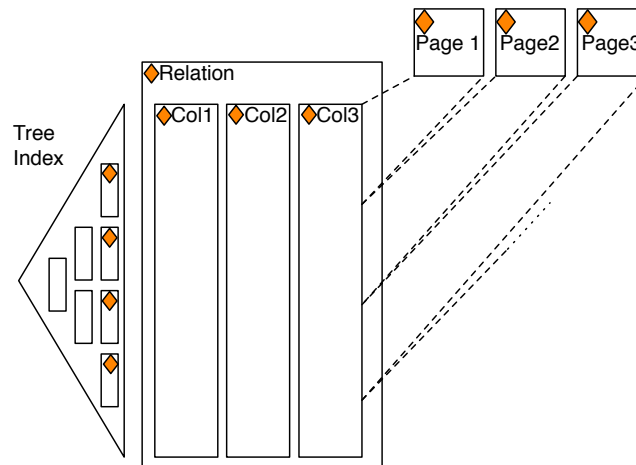 Page 1
Page2
Page3
Relation
Col1
Col2
Col3
Tree
Index